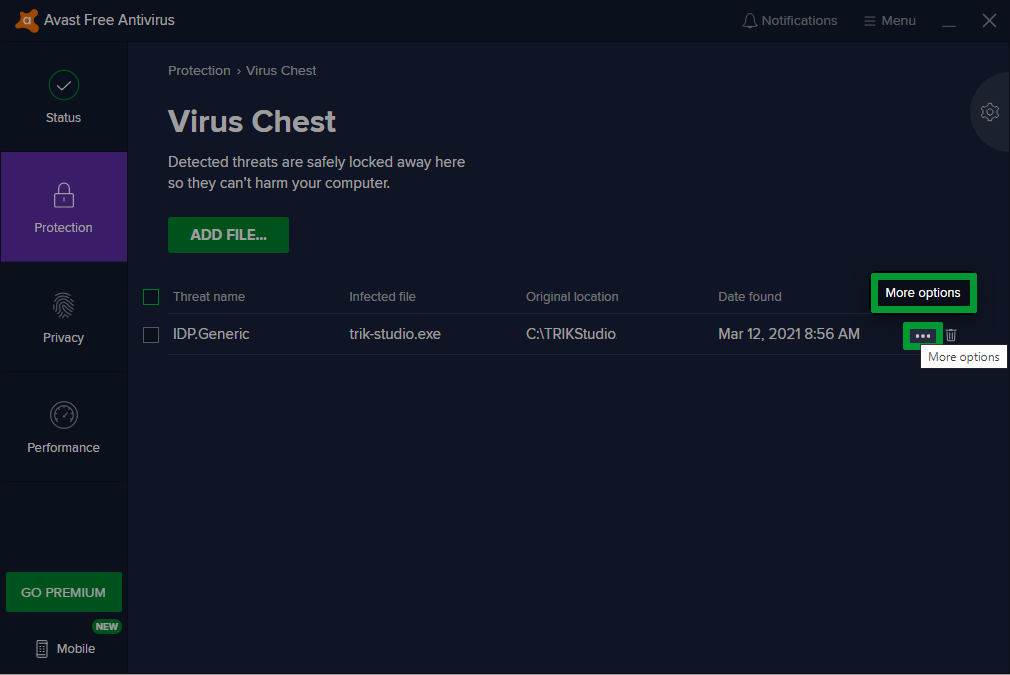 Avast Free Antivirus
Notifications
Menu
Status
Protection
Privacy
Performance
GO PREMIUM
NEW
Mobile
Protection › Virus Chest
Virus Chest
Detected threats are safely locked away here
so they can’t harm your computer.
ADD FILE...
Threat name Infected file Original location Date found
More options
IDP.Generic trik-studio.exe C:\TRIKStudio Mar 12, 2021 8:56 AM
More options